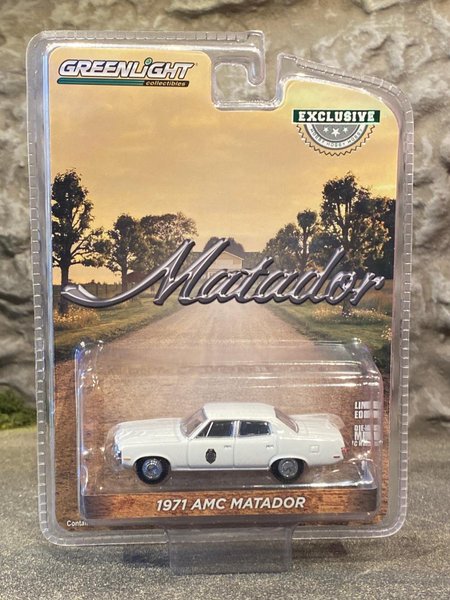 GREENLIGHT
collectibles
EXCLUSIVE
Matador
1971 AMC MATADOR